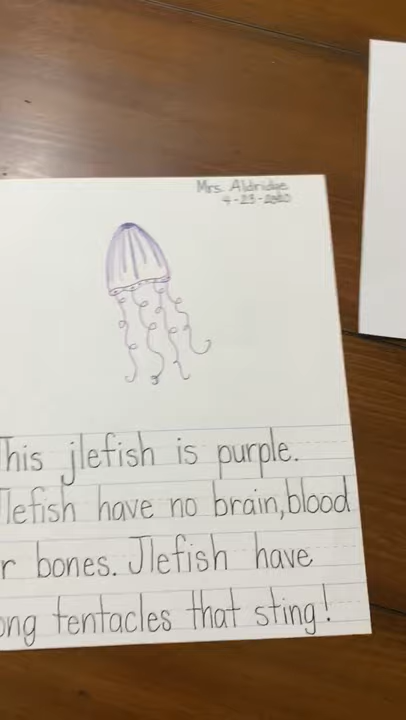 Mrs. Aldridge
4-23-2020
This jlefish is purple.
Jlefish have no brain,blood
r bones. Jlefish have
ong tentacles that sting!